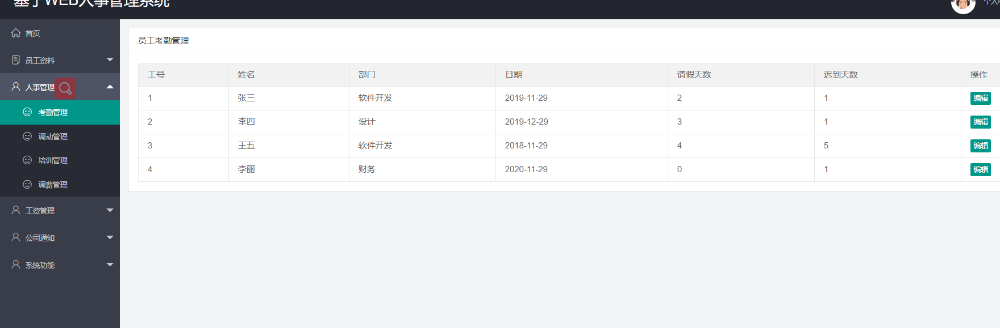 基于WEB人事管理系统
个人中
首页
员工资料
人事管理
考勤管理
调动管理
培训管理
调薪管理
工资管理
公司通知
系统功能
员工考勤管理
工号 姓名 部门 日期 请假天数 迟到天数 操作
1 张三 软件开发 2019-11-29 2 1 编辑
2 李四 设计 2019-12-29 3 1 编辑
3 王五 软件开发 2018-11-29 4 5 编辑
4 李丽 财务 2020-11-29 0 1 编辑